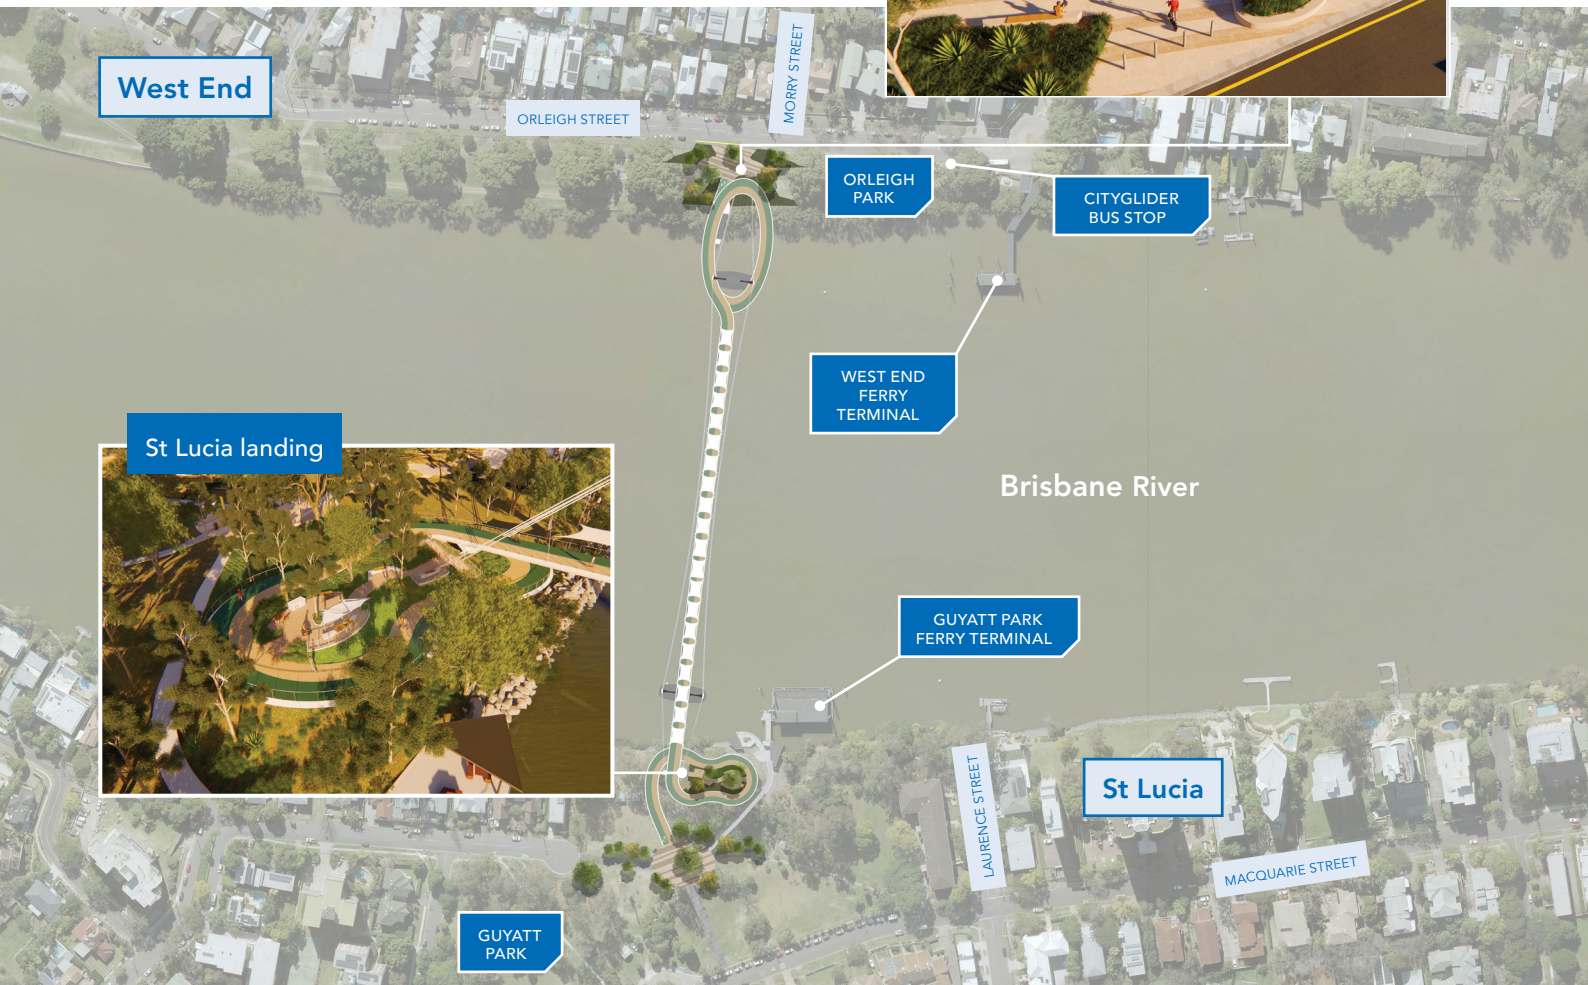 MORRY STREET
West End
ORLEIGH STREET
ORLEIGH
PARK
CITYGLIDER
BUS STOP
WEST END
FERRY
TERMINAL
St Lucia landing
Brisbane River
GUYATT PARK
FERRY TERMINAL
LAURENCE STREET
St Lucia
MACQUARIE STREET
GUYATT
PARK